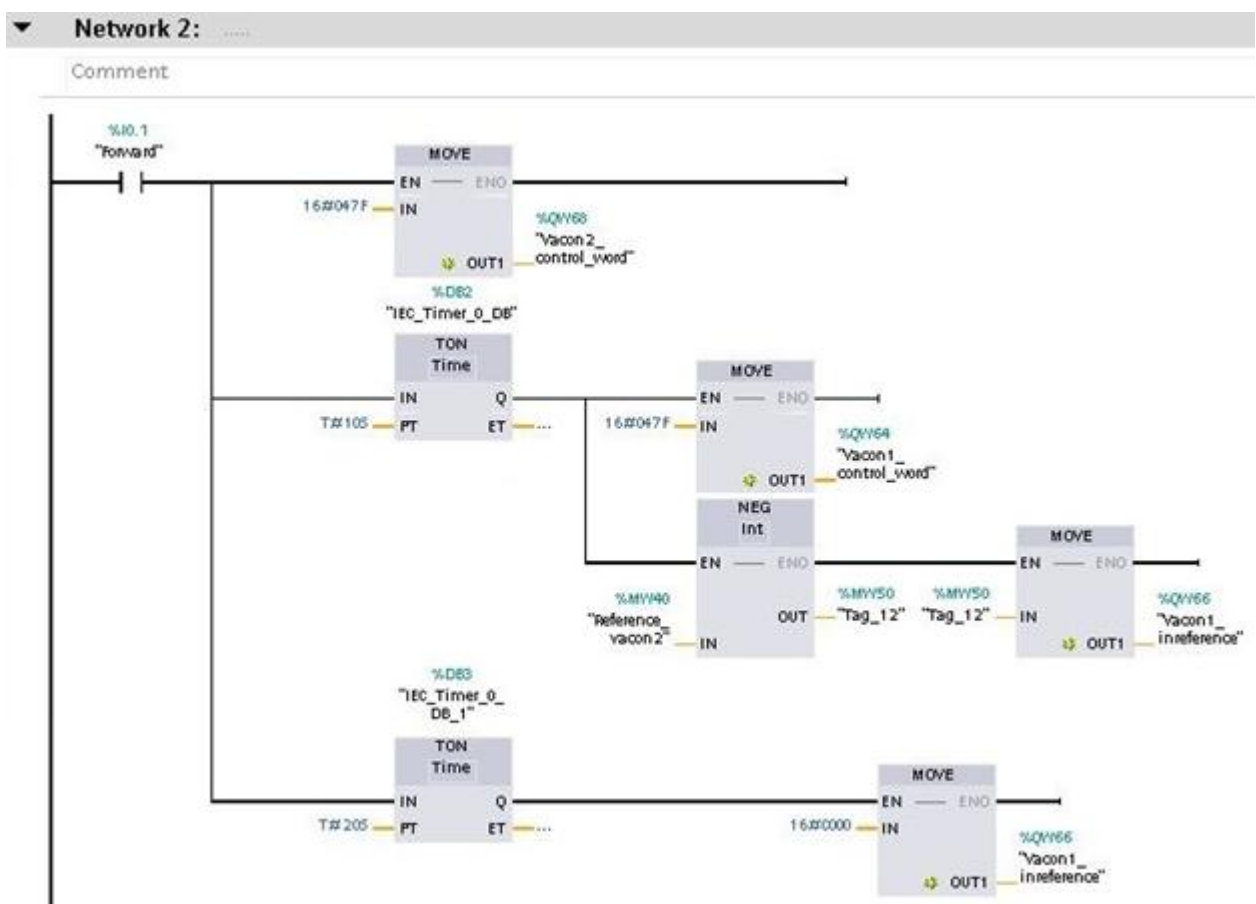 Network 2: .....
Comment
%I0.1
"Forward"
MOVE
EN ENO
16#047F IN
%QW68
"Vacon2_
control_word"
OUT1
%DB2
"IEC_Timer_0_DB"
TON
Time
IN Q
T#10S PT ET ...
MOVE
EN ENO
16#047F IN
%QW64
"Vacon1_
control_word"
OUT1
NEG
Int
EN ENO
%MW40
"Reference_
vacon2"
IN
OUT
%MW50
"Tag_12"
MOVE
EN ENO
%MW50
"Tag_12"
IN
%QW66
"Vacon1_
inreference"
OUT1
%DB3
"IEC_Timer_0_
DB_1"
TON
Time
IN Q
T#20S PT ET ...
MOVE
EN ENO
16#C000 IN
%QW66
"Vacon1_
inreference"
OUT1